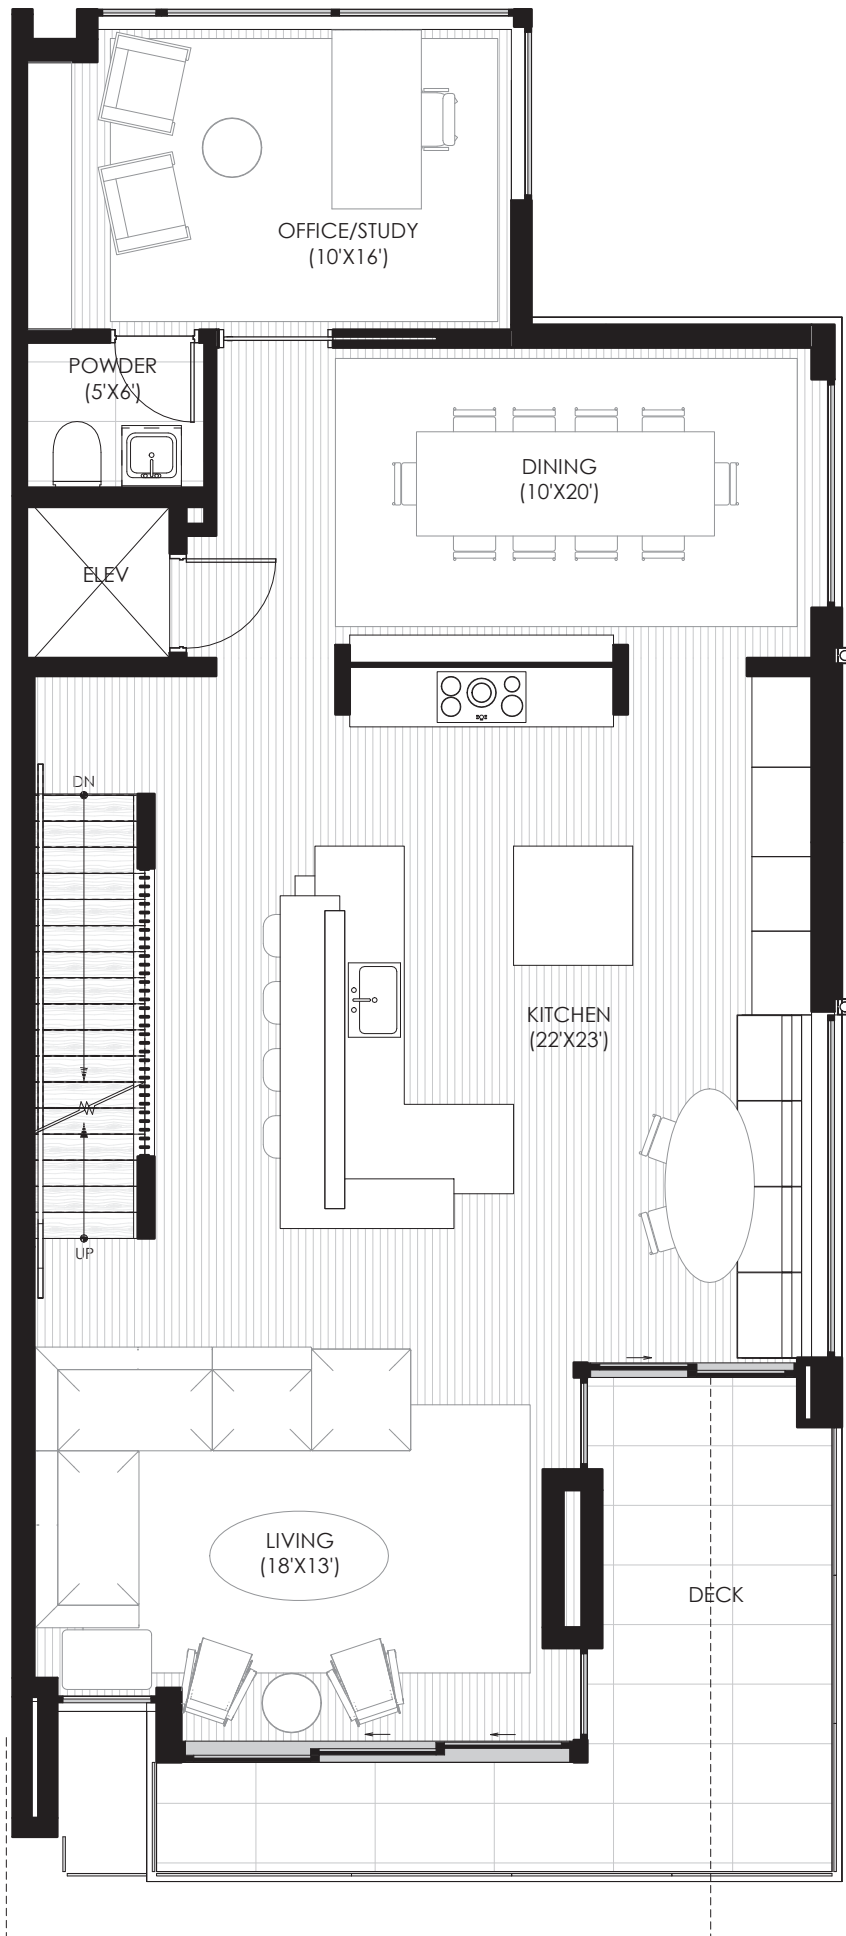 OFFICE/STUDY
(10'X16')
POWDER
(5'X6')
DINING
(10'X20')
ELEV
DN
KITCHEN
(22'X23')
UP
LIVING
(18'X13')
DECK